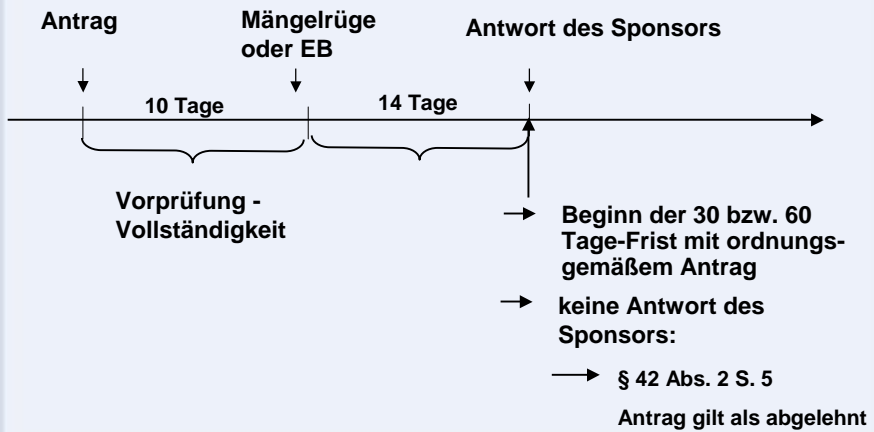 Antrag
Mängelrüge
oder EB
Antwort des Sponsors
10 Tage
14 Tage
Vorprüfung -
Vollständigkeit
Beginn der 30 bzw. 60
Tage-Frist mit ordnungs-
gemäßem Antrag
keine Antwort des
Sponsors:
§ 42 Abs. 2 S. 5
Antrag gilt als abgelehnt